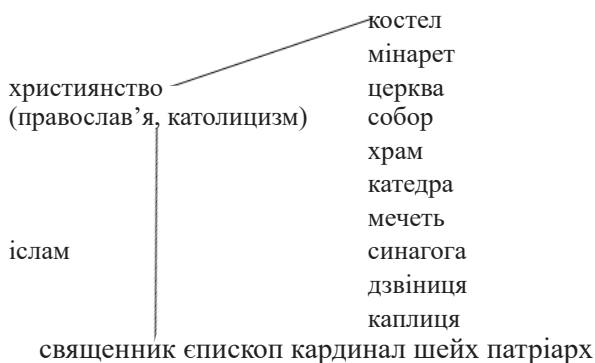 костел
мінарет
християнство церква
(православ’я, католицизм) собор
храм
катедра
мечеть
іслам синагога
дзвіниця
каплиця
священник єпископ кардинал шейх патріарх